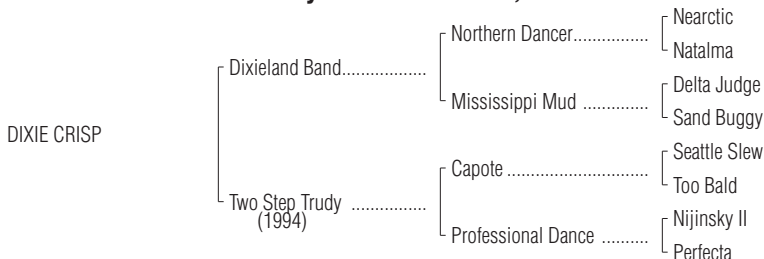 Nearctic
Northern Dancer.................
Natalma
Dixieland Band...................
Delta Judge
Mississippi Mud ...............
Sand Buggy
DIXIE CRISP
Seattle Slew
Capote ................................
Too Bald
Two Step Trudy .................
(1994)
Nijinsky II
Professional Dance ..........
Perfecta